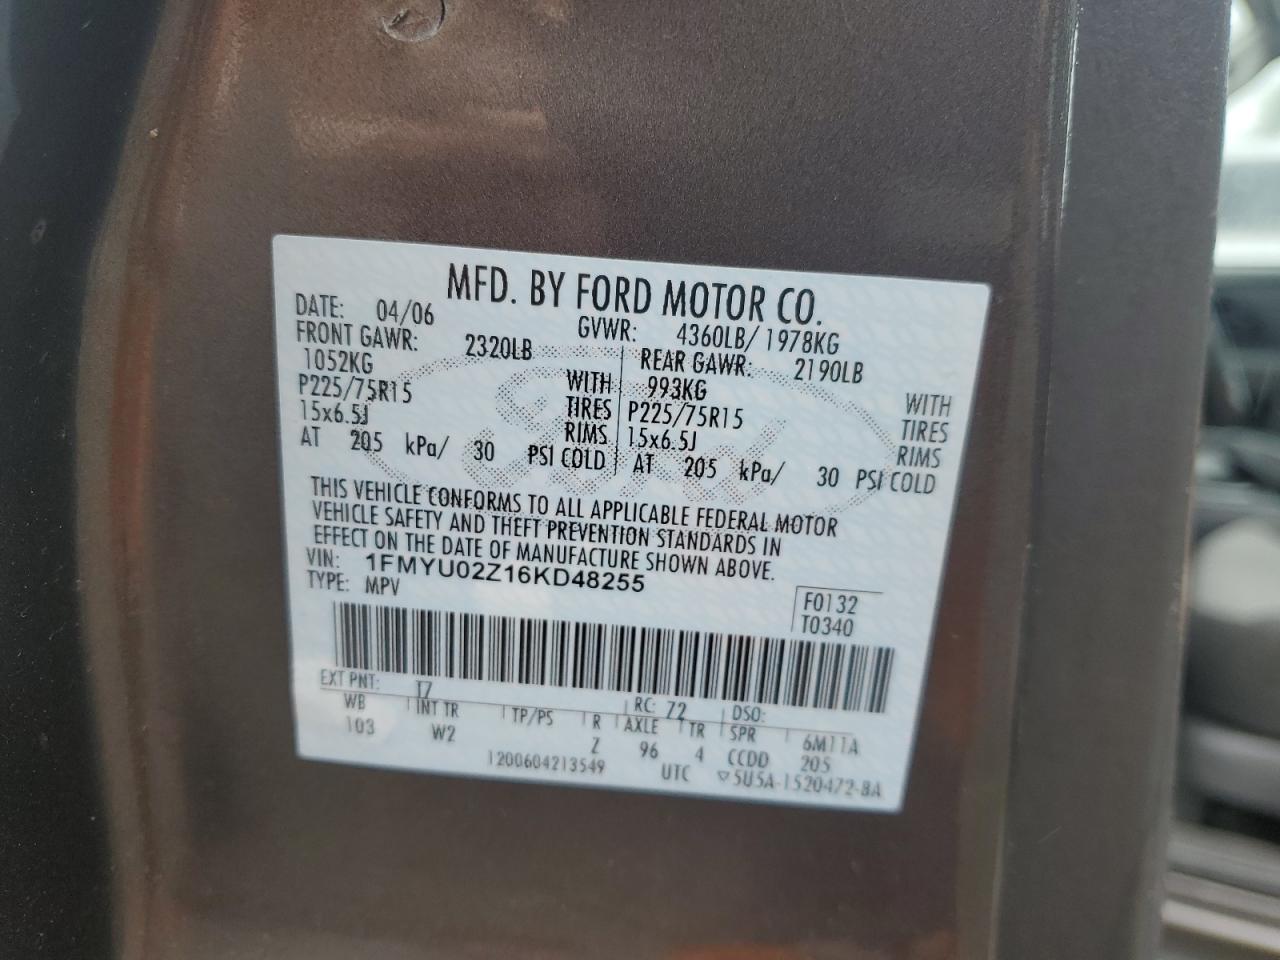 MFD. BY FORD MOTOR CO.
DATE: 04/06 GVWR: 4360LB/ 1978KG
FRONT GAWR: 2320LB REAR GAWR: 2190LB
1052KG WITH 993KG WITH
P225/75R15 TIRES P225/75R15 TIRES
15x6.5J RIMS 15x6.5J RIMS
AT 205 kPa/ 30 PSI COLD AT 205 kPa/ 30 PSI COLD
THIS VEHICLE CONFORMS TO ALL APPLICABLE FEDERAL MOTOR
VEHICLE SAFETY AND THEFT PREVENTION STANDARDS IN
EFFECT ON THE DATE OF MANUFACTURE SHOWN ABOVE.
VIN: 1FMYU02Z16KD48255
TYPE: MPV
F0132
T0340
EXT PNT: T7 RC: 72 DSO:
WB INT TR TP/PS R AXLE TR SPR 6M11A
103 W2 Z 96 4 CCDD 205
1200604213549 UTC ▽5U5A-1520472-BA